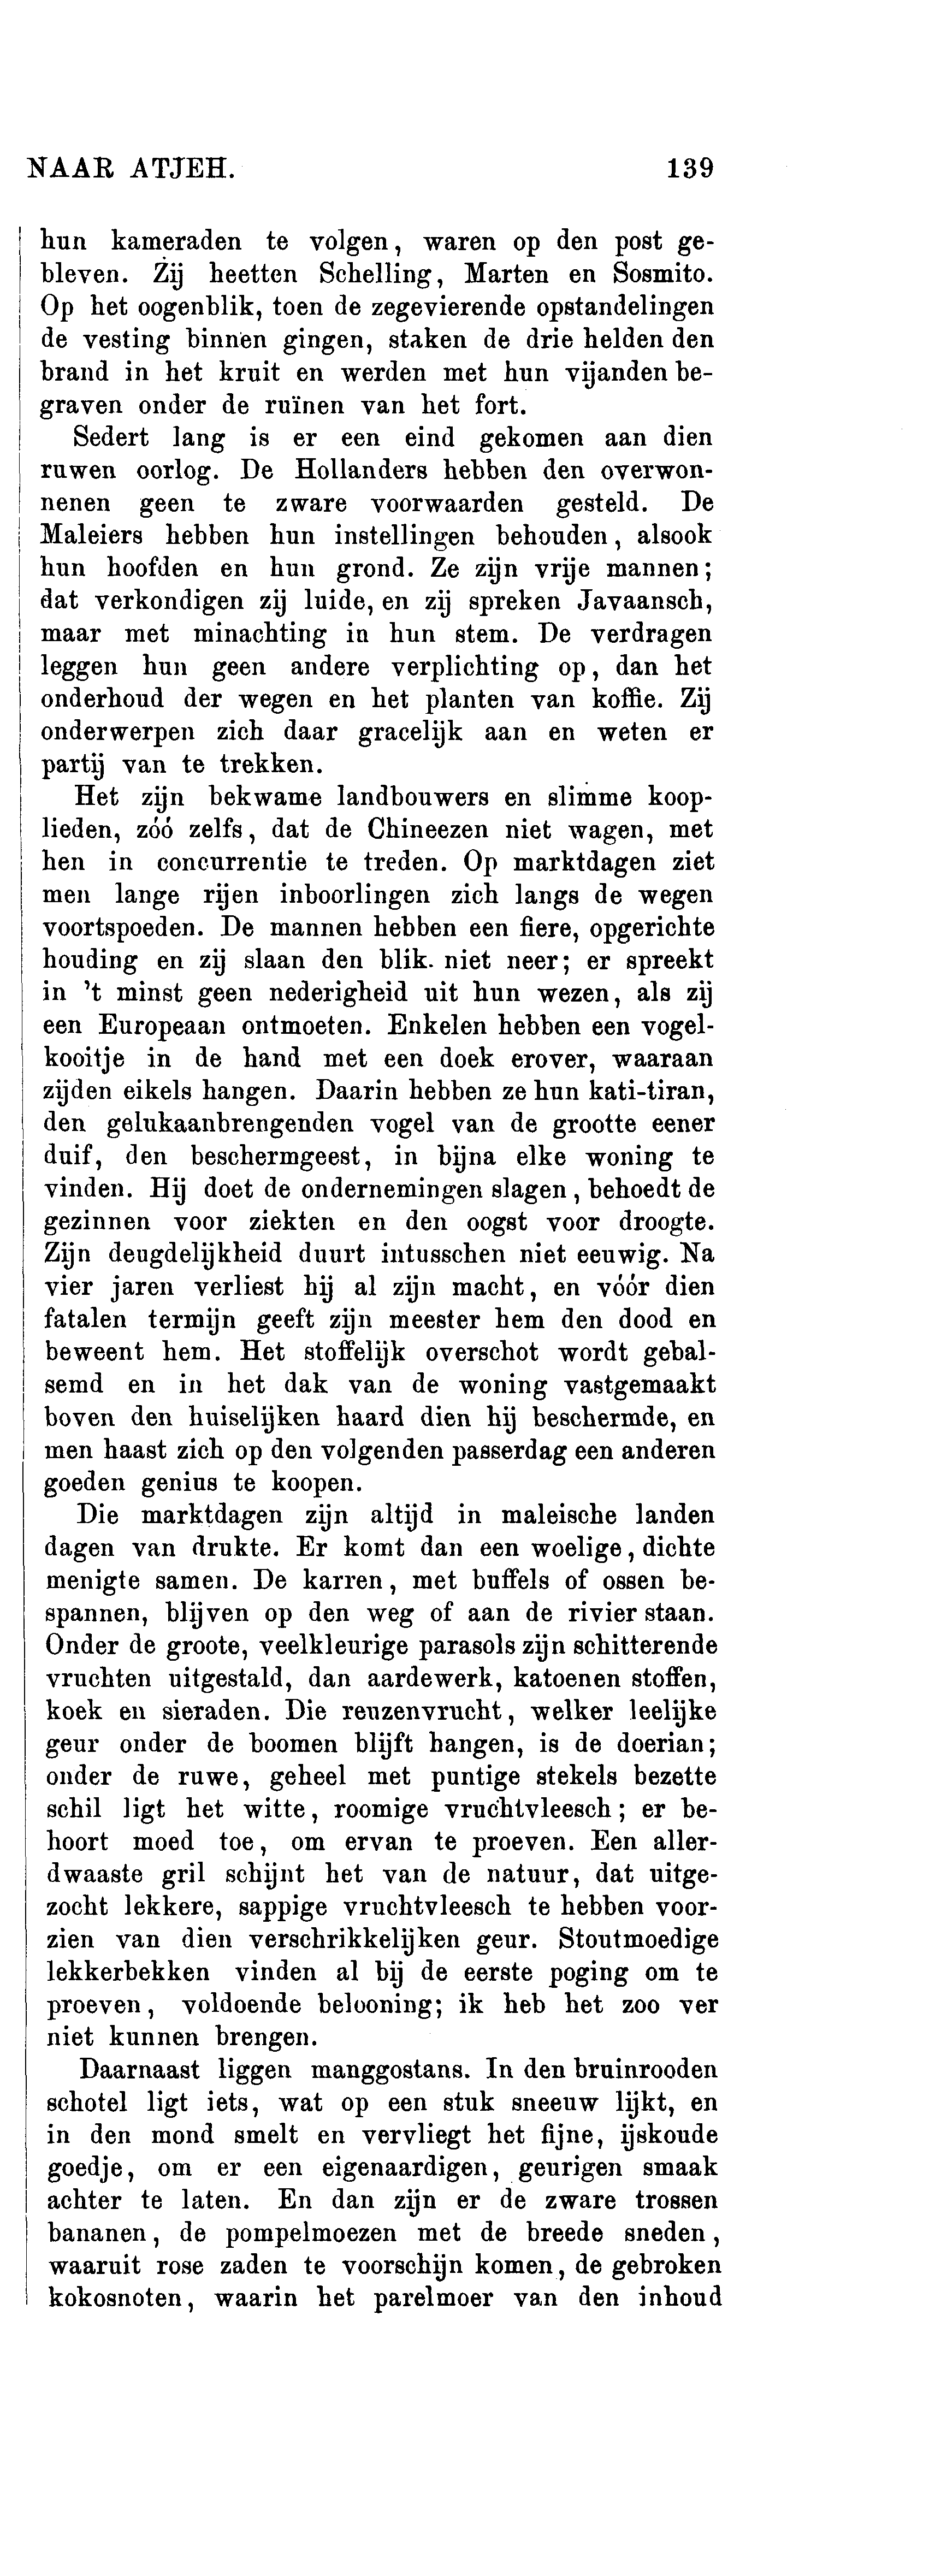 NAAR ATJEH. 139
hun kameraden te volgen, waren op den post ge-
bleven. Zij heetten Schelling, Marten en Sosmito.
Op het oogenblik, toen de zegevierende opstandelingen
de vesting binnen gingen, staken de drie helden den
brand in het kruit en werden met hun vijanden be-
graven onder de ruïnen van het fort.
Sedert lang is er een eind gekomen aan dien
ruwen oorlog. De Hollanders hebben den overwon-
nenen geen te zware voorwaarden gesteld. De
Maleiers hebben hun instellingen behouden, alsook
hun hoofden en hun grond. Ze zijn vrije mannen;
dat verkondigen zij luide, en zij spreken Javaansch,
maar met minachting in hun stem. De verdragen
leggen hun geen andere verplichting op, dan het
onderhoud der wegen en het planten van koffie. Zij
onderwerpen zich daar gracelijk aan en weten er
partij van te trekken.
Het zijn bekwame landbouwers en slimme koop-
lieden, zóó zelfs, dat de Chineezen niet wagen, met
hen in concurrentie te treden. Op marktdagen ziet
men lange rijen inboorlingen zich langs de wegen
voortspoeden. De mannen hebben een fiere, opgerichte
houding en zij slaan den blik. niet neer; er spreekt
in 't minst geen nederigheid uit hun wezen, als zij
een Europeaan ontmoeten. Enkelen hebben een vogel-
kooitje in de hand met een doek erover, waaraan
zijden eikels hangen. Daarin hebben ze hun kati-tiran,
den gelukaanbrengenden vogel van de grootte eener
duif, den beschermgeest, in bijna elke woning te
vinden. Hij doet de ondernemingen slagen, behoedt de
gezinnen voor ziekten en den oogst voor droogte.
Zijn deugdelijkheid duurt intusschen niet eeuwig. Na
vier jaren verliest hij al zijn macht, en vóór dien
fatalen termijn geeft zijn meester hem den dood en
beweent hem. Het stoffelijk overschot wordt gebal-
semd en in het dak van de woning vastgemaakt
boven den huiselijken haard dien hij beschermde, en
men haast zich op den volgenden passerdag een anderen
goeden genius te koopen.
Die marktdagen zijn altijd in maleische landen
dagen van drukte. Er komt dan een woelige, dichte
menigte samen. De karren, met buffels of ossen be-
spannen, blijven op den weg of aan de rivier staan.
Onder de groote, veelkleurige parasols zijn schitterende
vruchten uitgestald, dan aardewerk, katoenen stoffen,
koek en sieraden. Die reuzenvrucht, welker leelijke
geur onder de boomen blijft hangen, is de doerian;
onder de ruwe, geheel met puntige stekels bezette
schil ligt het witte, roomige vruchtvleesch; er be-
hoort moed toe, om ervan te proeven. Een aller-
dwaaste gril schijnt het van de natuur, dat uitge-
zocht lekkere, sappige vruchtvleesch te hebben voor-
zien van dien verschrikkelijken geur. Stoutmoedige
lekkerbekken vinden al bij de eerste poging om te
proeven, voldoende belooning; ik heb het zoo ver
niet kunnen brengen.
Daarnaast liggen manggostans. In den bruinrooden
schotel ligt iets, wat op een stuk sneeuw lijkt, en
in den mond smelt en vervliegt het fijne, ijskoude
goedje, om er een eigenaardigen, geurigen smaak
achter te laten. En dan zijn er de zware trossen
bananen, de pompelmoezen met de breede sneden,
waaruit rose zaden te voorschijn komen, de gebroken
kokosnoten, waarin het parelmoer van den inhoud